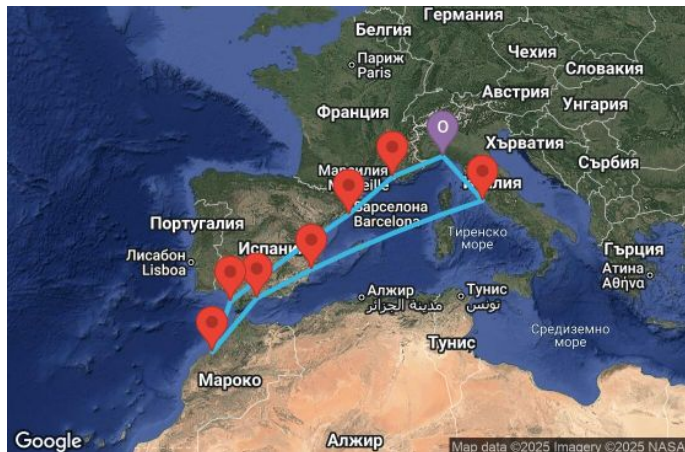 Германия
Белгия
Париж
Paris
Чехия
Словакия
Австрия
Унгария
Франция
Хърватия
O
Сърбия
Италия
Барселона
Barcelona
Португалия
Испания
Тиренско
море
Лисабон
Lisboa
Гърция
Атина
Αθήνα
Алжир
مدينة الجزائر
Тунис
تونس
Средиземно
море
Тунис
Мароко
Алжир
Google
Map data ©2025 Imagery ©2025 NASA